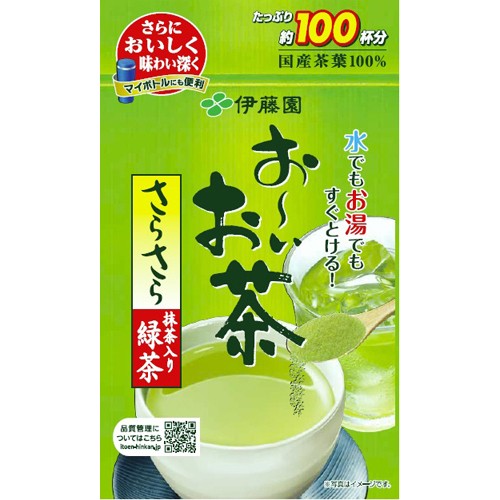 さらに
おいしく
味わい深く
マイボトルにも便利
たっぷり
約100杯分
国産茶葉100%
伊藤園
お～いお茶
水でもお湯でも
すぐとける!
さらさら
抹茶入り
緑茶
品質管理に
ついてはこちら
itoen-hinkan.jp
※写真はイメージです。